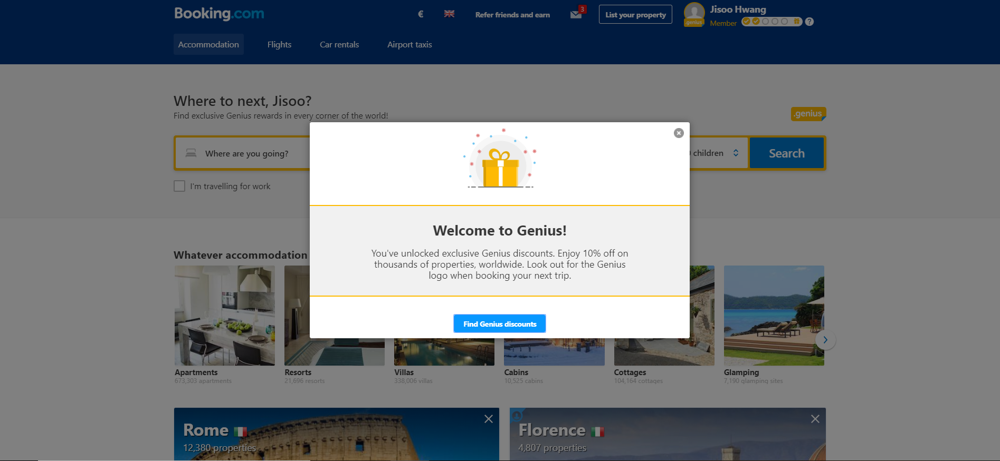 Booking.com
€
Refer friends and earn
3
List your property
Jisoo Hwang
.genius
Member
?
Accommodation
Flights
Car rentals
Airport taxis
Where to next, Jisoo?
Find exclusive Genius rewards in every corner of the world!
.genius
Where are you going?
children
Search
I'm travelling for work
Welcome to Genius!
You've unlocked exclusive Genius discounts. Enjoy 10% off on
thousands of properties, worldwide. Look out for the Genius
logo when booking your next trip.
Find Genius discounts
Whatever accommodation
Apartments
673,303 apartments
Resorts
21,696 resorts
Villas
338,006 villas
Cabins
10,525 cabins
Cottages
104,164 cottages
Glamping
7,190 glamping sites
Rome
12,380 properties
Florence
4,807 properties